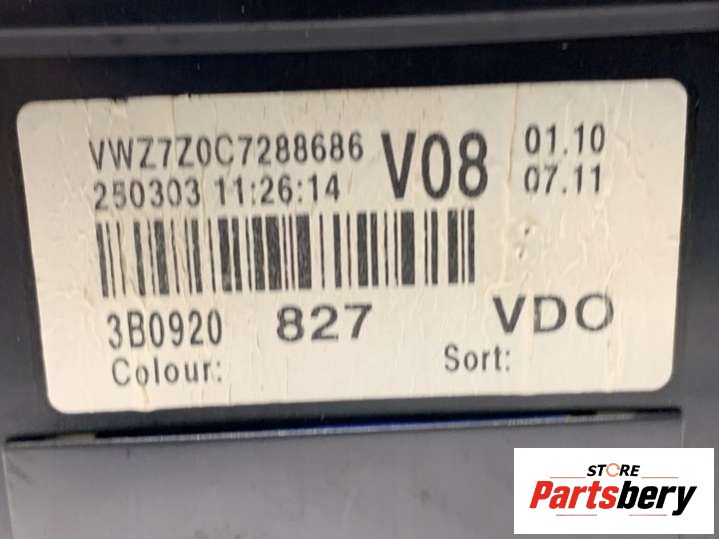 VWZ7Z0C7288686 V08 01.10
250303 11:26:14 07.11
3B0920 827 VDO
Colour: Sort:
STORE
Partsbery